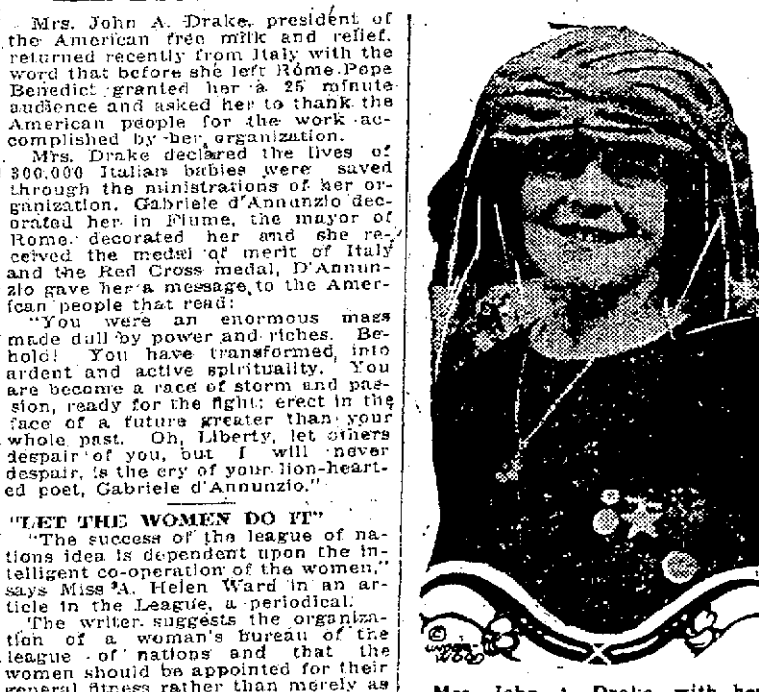 Mrs. John A. Drake, president of
the American free milk and relief,
returned recently from Italy with the
word that before she left Rome Pope
Benedict granted her a 25 minute
audience and asked her to thank the
American people for the work ac-
complished by her organization.
Mrs. Drake declared the lives of
300,000 Italian babies were saved
through the ministrations of her or-
ganization. Gabriele d'Annunzio dec-
orated her in Fiume, the mayor of
Rome decorated her and she re-
ceived the medal of merit of Italy
and the Red Cross medal, D'Annun-
zio gave her a message to the Amer-
ican people that read:
"You were an enormous mass
made dull by power and riches. Be-
hold! You have transformed into
ardent and active spirituality. You
are become a race of storm and pas-
sion, ready for the fight; erect in the
face of a future greater than your
whole past. Oh, Liberty, let others
despair of you, but I will never
despair, is the cry of your lion-heart-
ed poet, Gabriele d'Annunzio."
"LET THE WOMEN DO IT"
"The success of the league of na-
tions idea is dependent upon the in-
telligent co-operation of the women,"
says Miss A. Helen Ward in an ar-
ticle in the League, a periodical.
The writer suggests the organiza-
tion of a woman's bureau of the
league of nations and that the
women should be appointed for their
general fitness rather than merely as
©
Mrs. John A. Drake with her